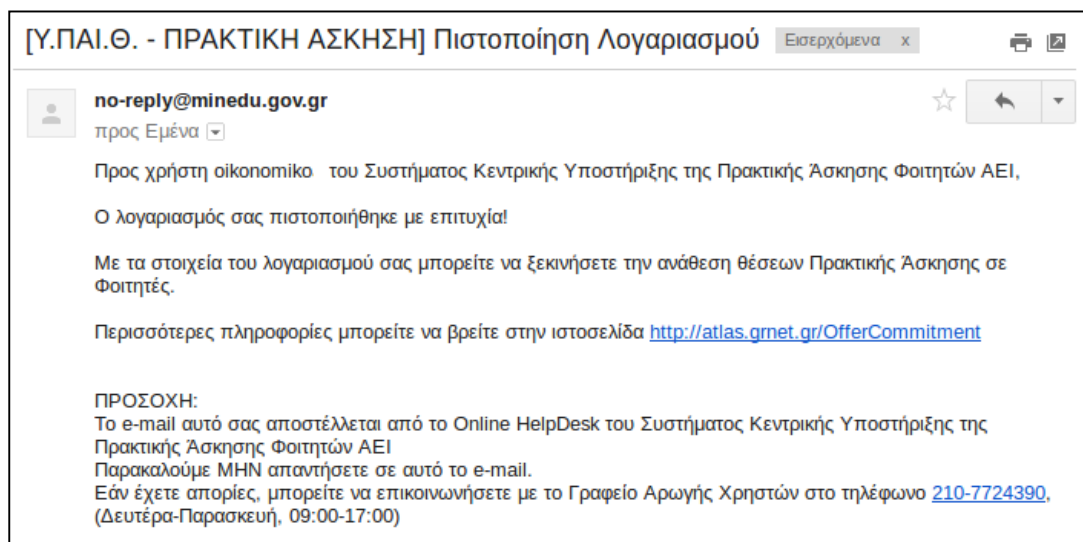 [Υ.ΠΑΙ.Θ. - ΠΡΑΚΤΙΚΗ ΑΣΚΗΣΗ] Πιστοποίηση Λογαριασμού Εισερχόμενα x
no-reply@minedu.gov.gr
προς Εμένα
Προς χρήστη oikonomiko του Συστήματος Κεντρικής Υποστήριξης της Πρακτικής Άσκησης Φοιτητών ΑΕΙ,
Ο λογαριασμός σας πιστοποιήθηκε με επιτυχία!
Με τα στοιχεία του λογαριασμού σας μπορείτε να ξεκινήσετε την ανάθεση θέσεων Πρακτικής Άσκησης σε
Φοιτητές.
Περισσότερες πληροφορίες μπορείτε να βρείτε στην ιστοσελίδα http://atlas.grnet.gr/OfferCommitment
ΠΡΟΣΟΧΗ:
Το e-mail αυτό σας αποστέλλεται από το Online HelpDesk του Συστήματος Κεντρικής Υποστήριξης της
Πρακτικής Άσκησης Φοιτητών ΑΕΙ
Παρακαλούμε ΜΗΝ απαντήσετε σε αυτό το e-mail.
Εάν έχετε απορίες, μπορείτε να επικοινωνήσετε με το Γραφείο Αρωγής Χρηστών στο τηλέφωνο 210-7724390,
(Δευτέρα-Παρασκευή, 09:00-17:00)